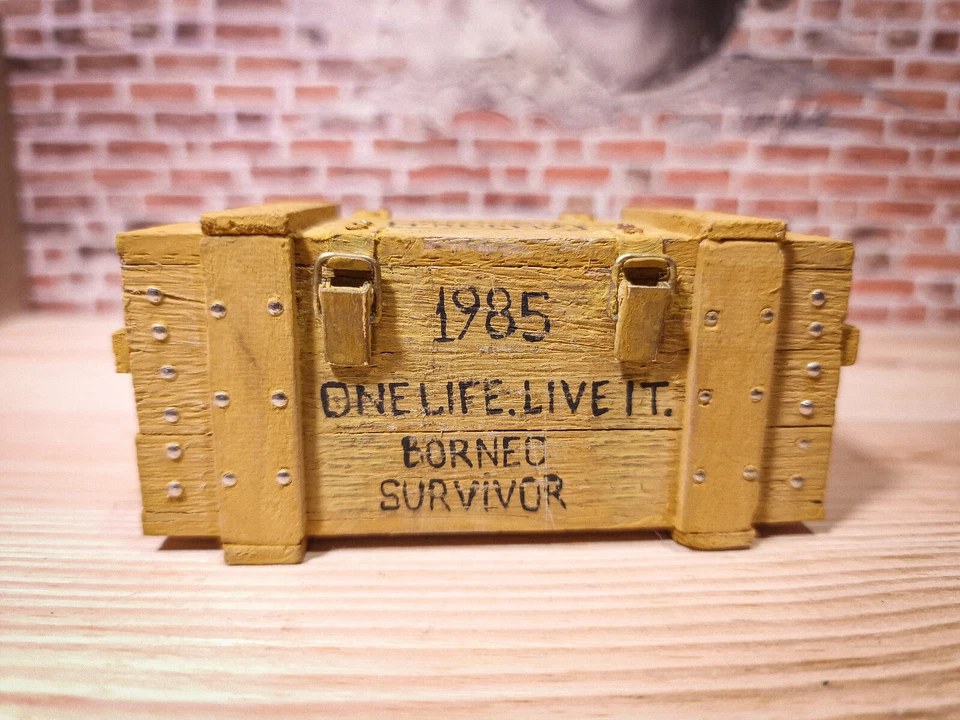 1985
ONE LIFE. LIVE IT.
BORNEO
SURVIVOR